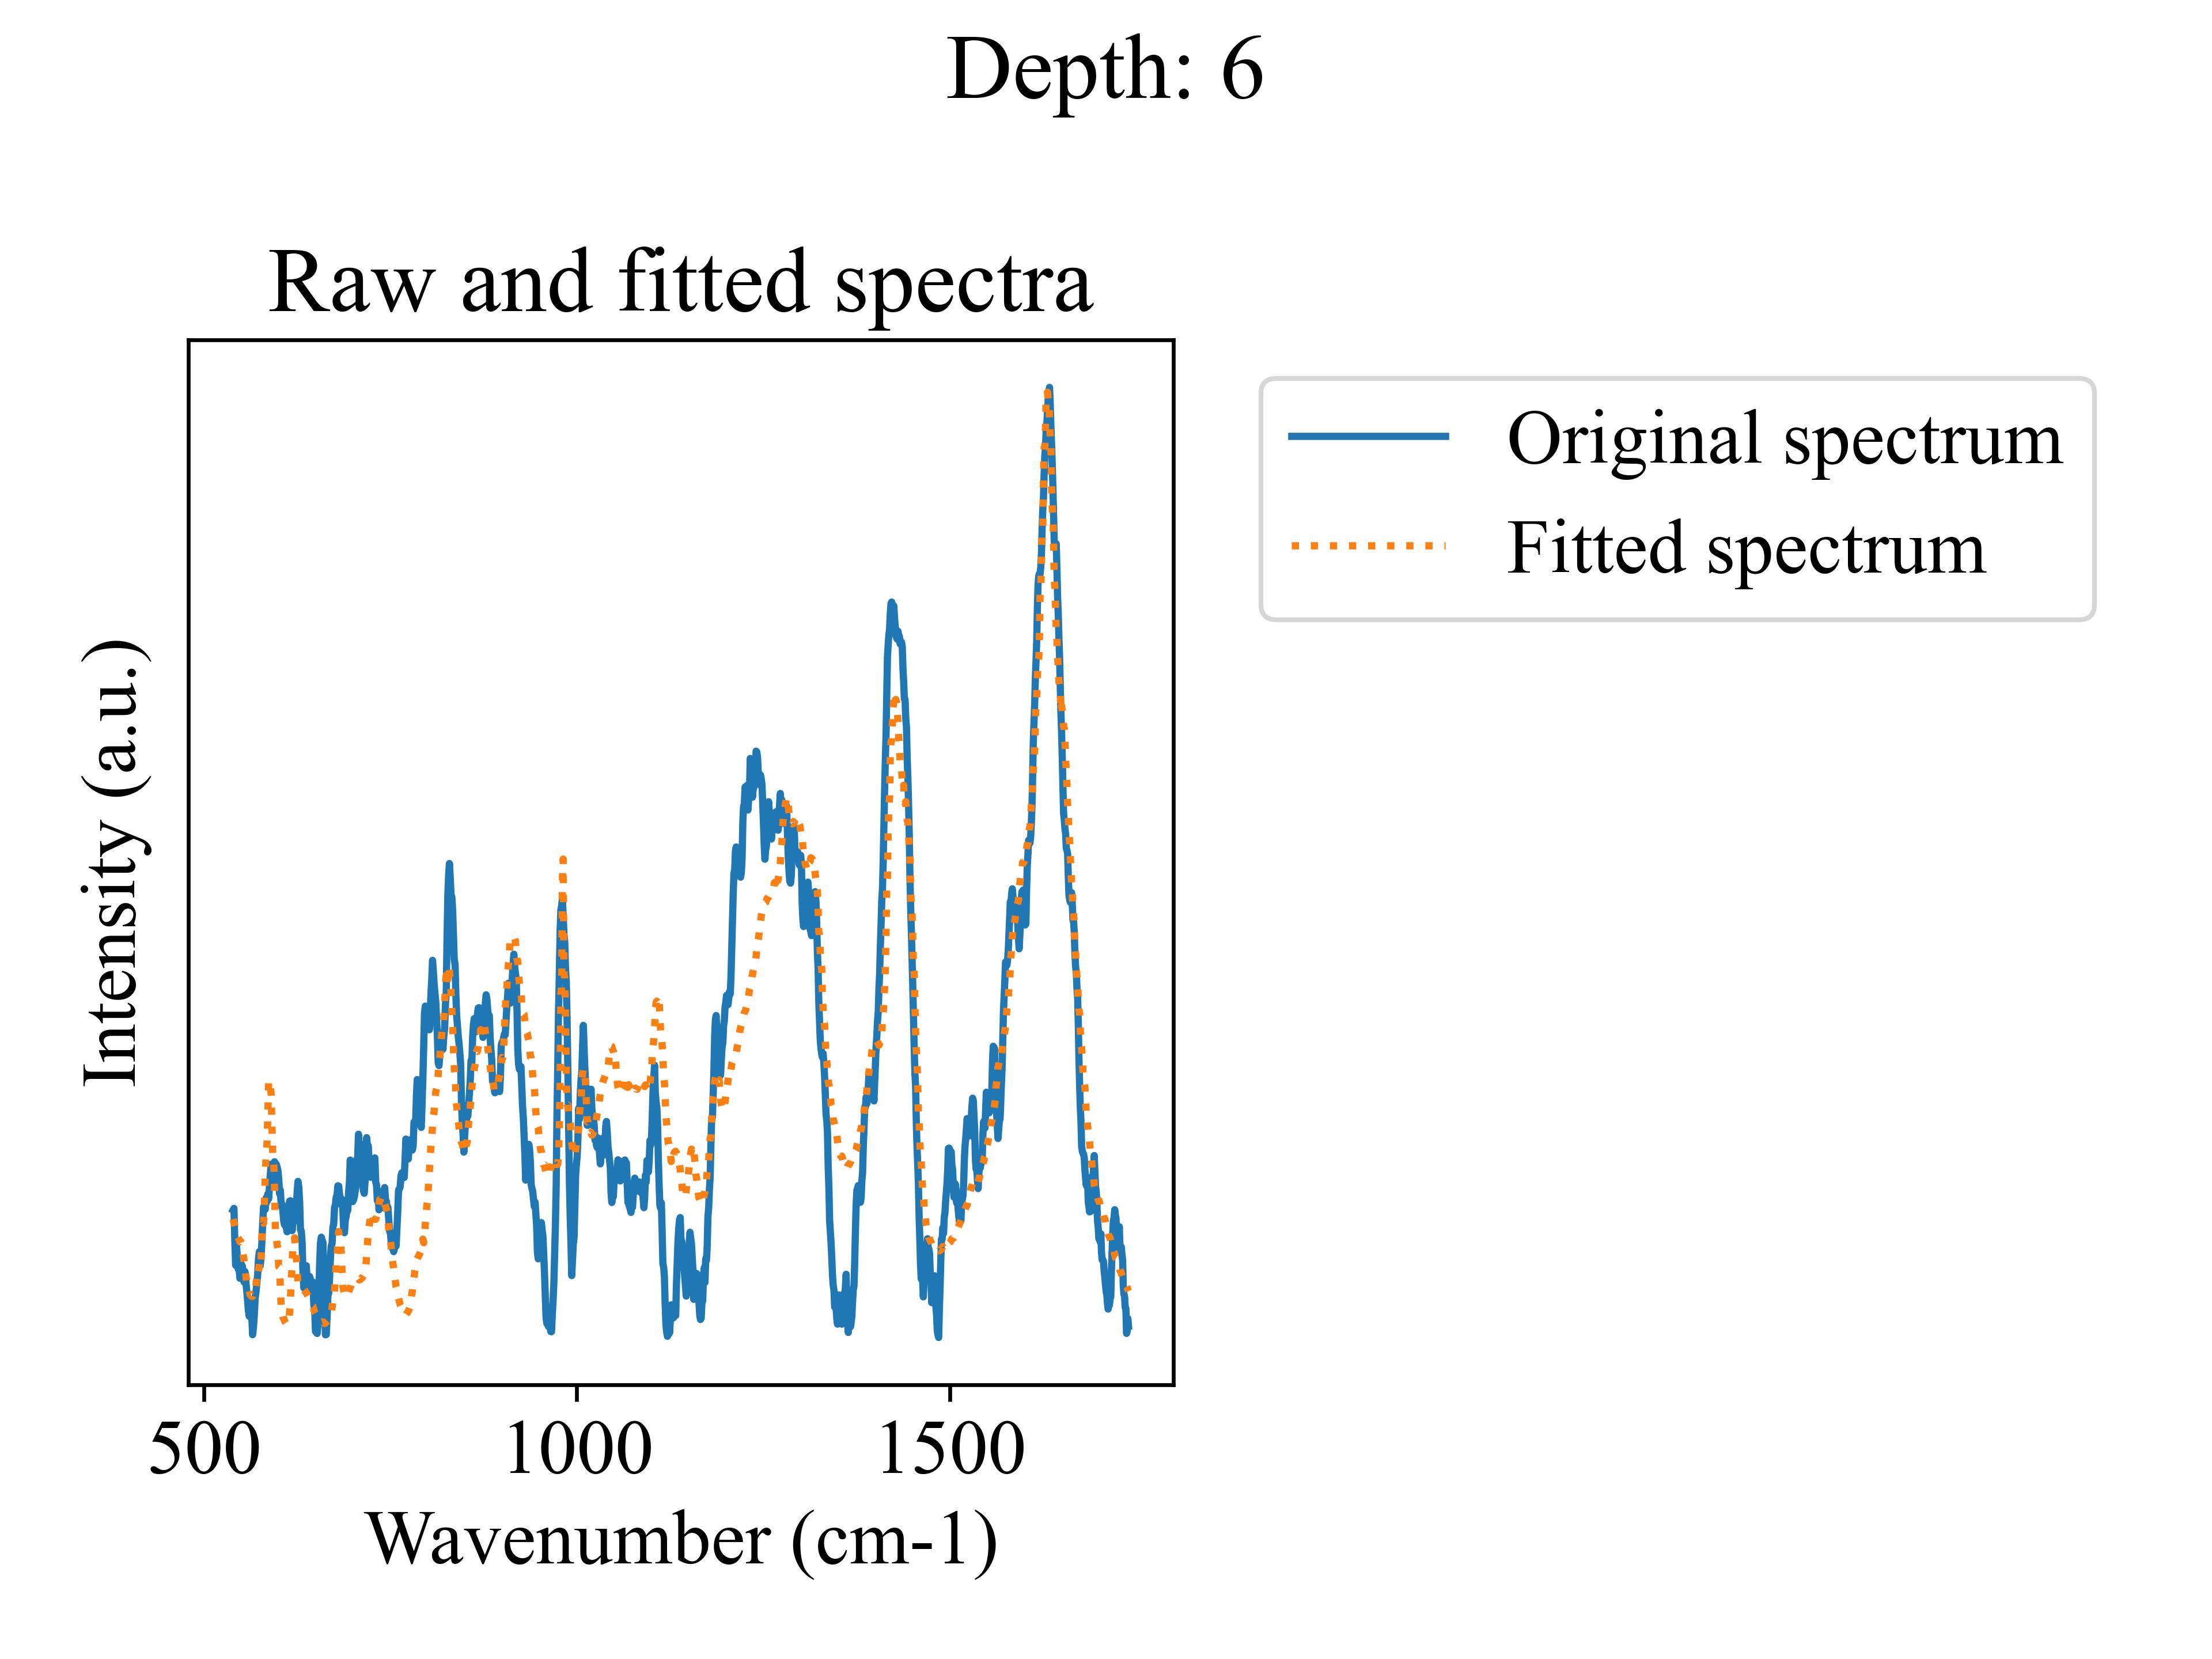 Depth: 6
Raw and fitted spectra
Original spectrum
Fitted spectrum
Intensity (a.u.)
500 1000 1500
Wavenumber (cm-1)